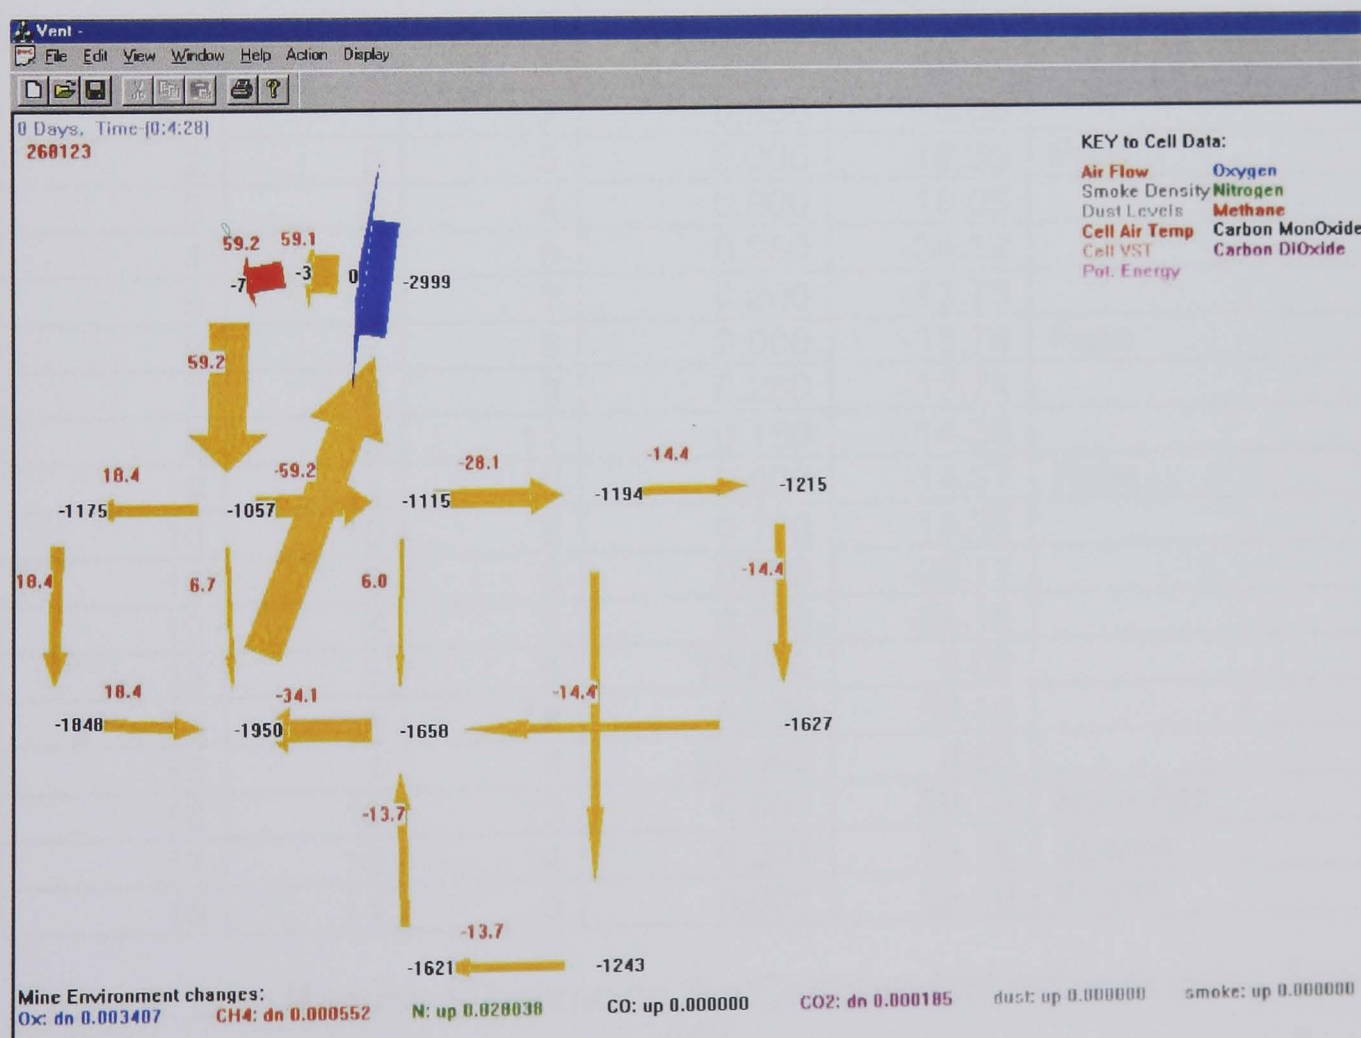 Vent -
File Edit View Window Help Action Display
0 Days, Time-(0:4:28)
268123
KEY to Cell Data:
Air Flow Oxygen
Smoke Density Nitrogen
Dust Levels Methane
Cell Air Temp Carbon MonOxide
Cell VST Carbon DiOxide
Pot. Energy
59.2 59.1
-7 -3 0 -2999
59.2
18.4 -59.2 -28.1 -14.4
-1175 -1057 -1115 -1194 -1215
18.4 6.7 6.0 -14.4
18.4 -34.1 -14.4
-1848 -1950 -1658 -1627
-13.7
-13.7
-1621 -1243
Mine Environment changes:
Ox: dn 0.003407 CH4: dn 0.000552 N: up 0.028038 CO: up 0.000000 CO2: dn 0.000185 dust: up 0.000000 smoke: up 0.000000